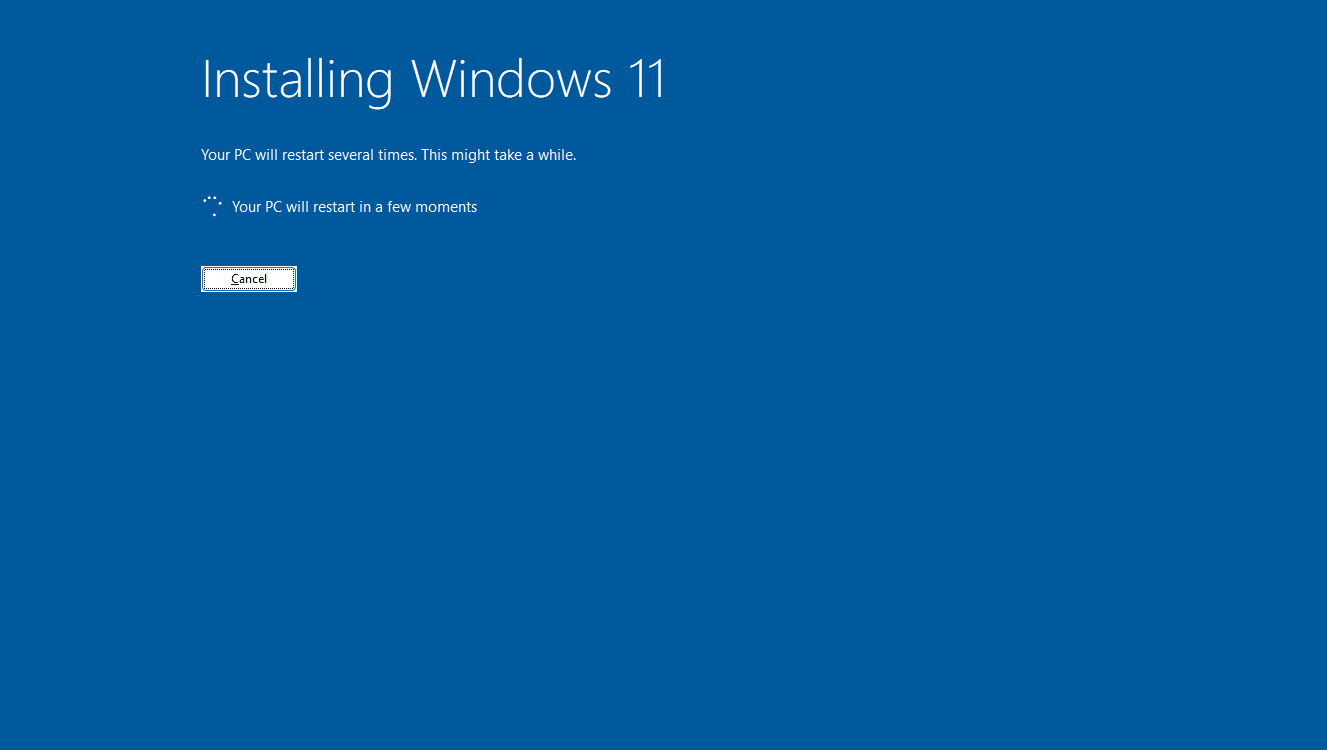 Installing Windows 11
Your PC will restart several times. This might take a while.
Your PC will restart in a few moments
Cancel